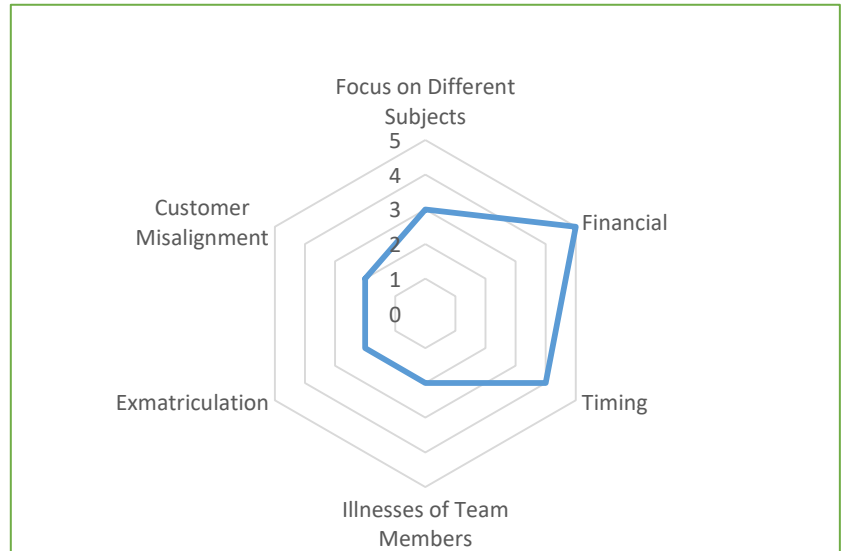 Focus on Different
Subjects
5
4
3
2
1
0
Financial
Timing
Illnesses of Team
Members
Exmatriculation
Customer
Misalignment